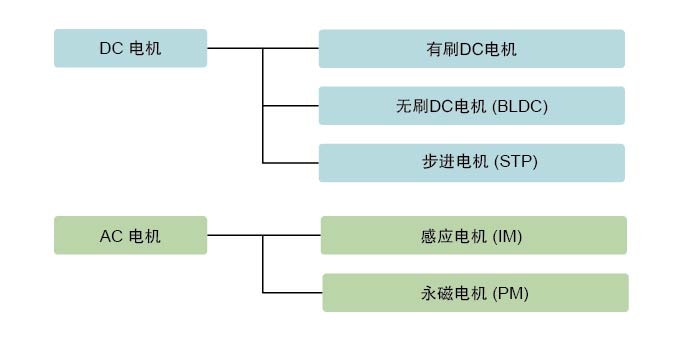 DC 电机
有刷DC电机
无刷DC电机 (BLDC)
步进电机 (STP)
AC 电机
感应电机 (IM)
永磁电机 (PM)